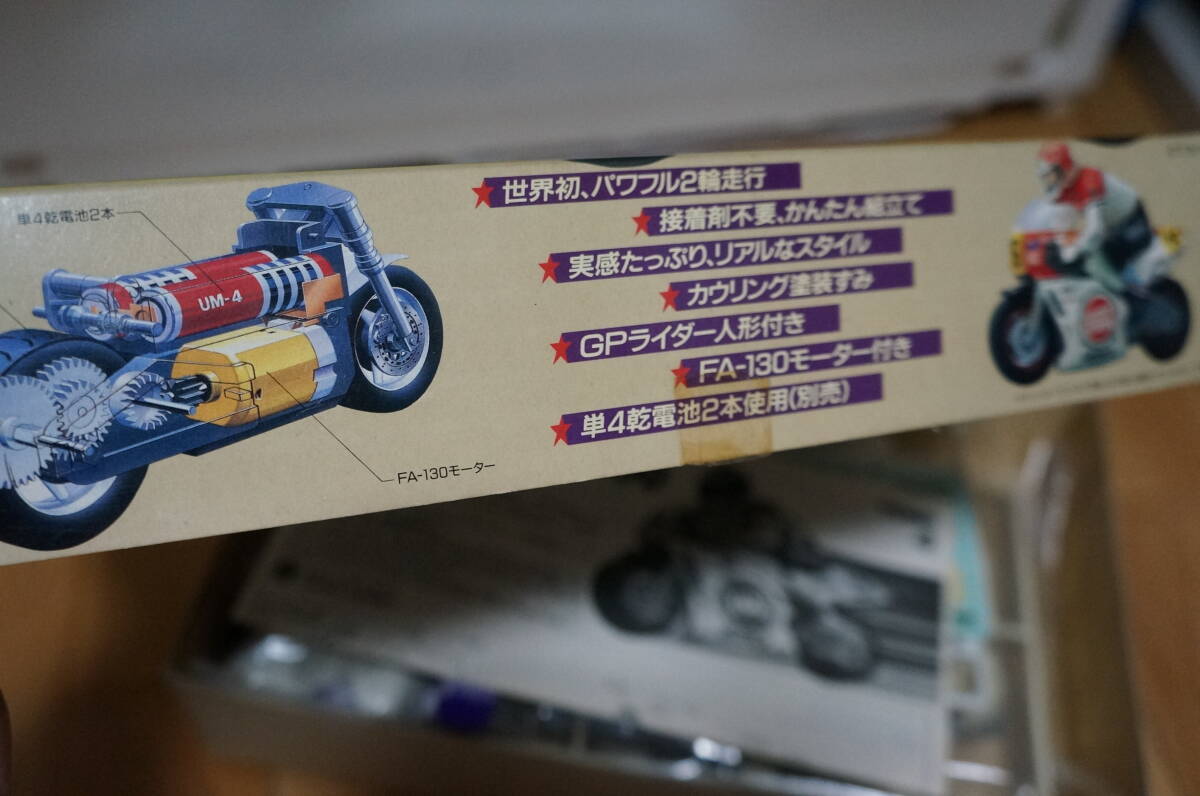 単4乾電池2本
UM-4
FA-130モーター
世界初、パワフル2輪走行
接着剤不要、かんたん組立て
実感たっぷり、リアルなスタイル
カウリング塗装ずみ
GPライダー人形付き
FA-130モーター付き
単4乾電池2本使用(別売)